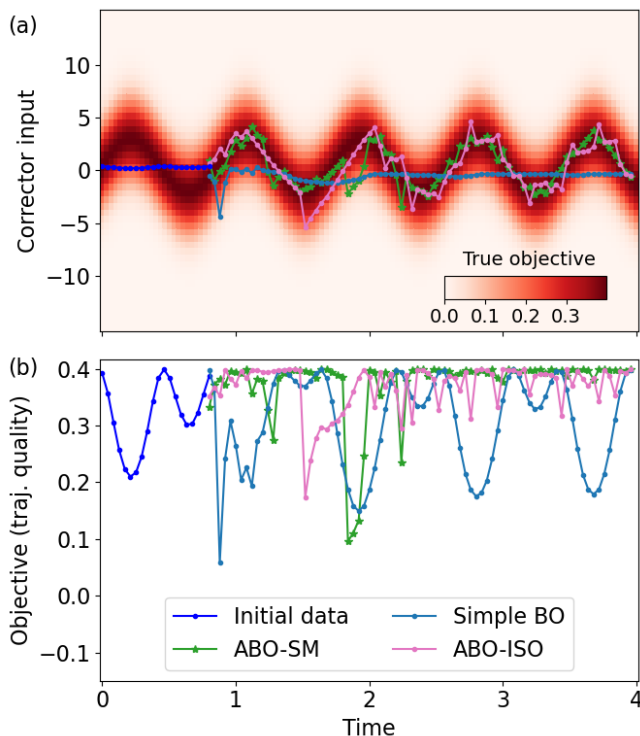 (a)
Corrector input
10
5
0
−5
−10
True objective
0.0 0.1 0.2 0.3
(b)
Objective (traj. quality)
0.4
0.3
0.2
0.1
0.0
−0.1
Initial data
Simple BO
ABO-SM
ABO-ISO
0 1 2 3 4
Time